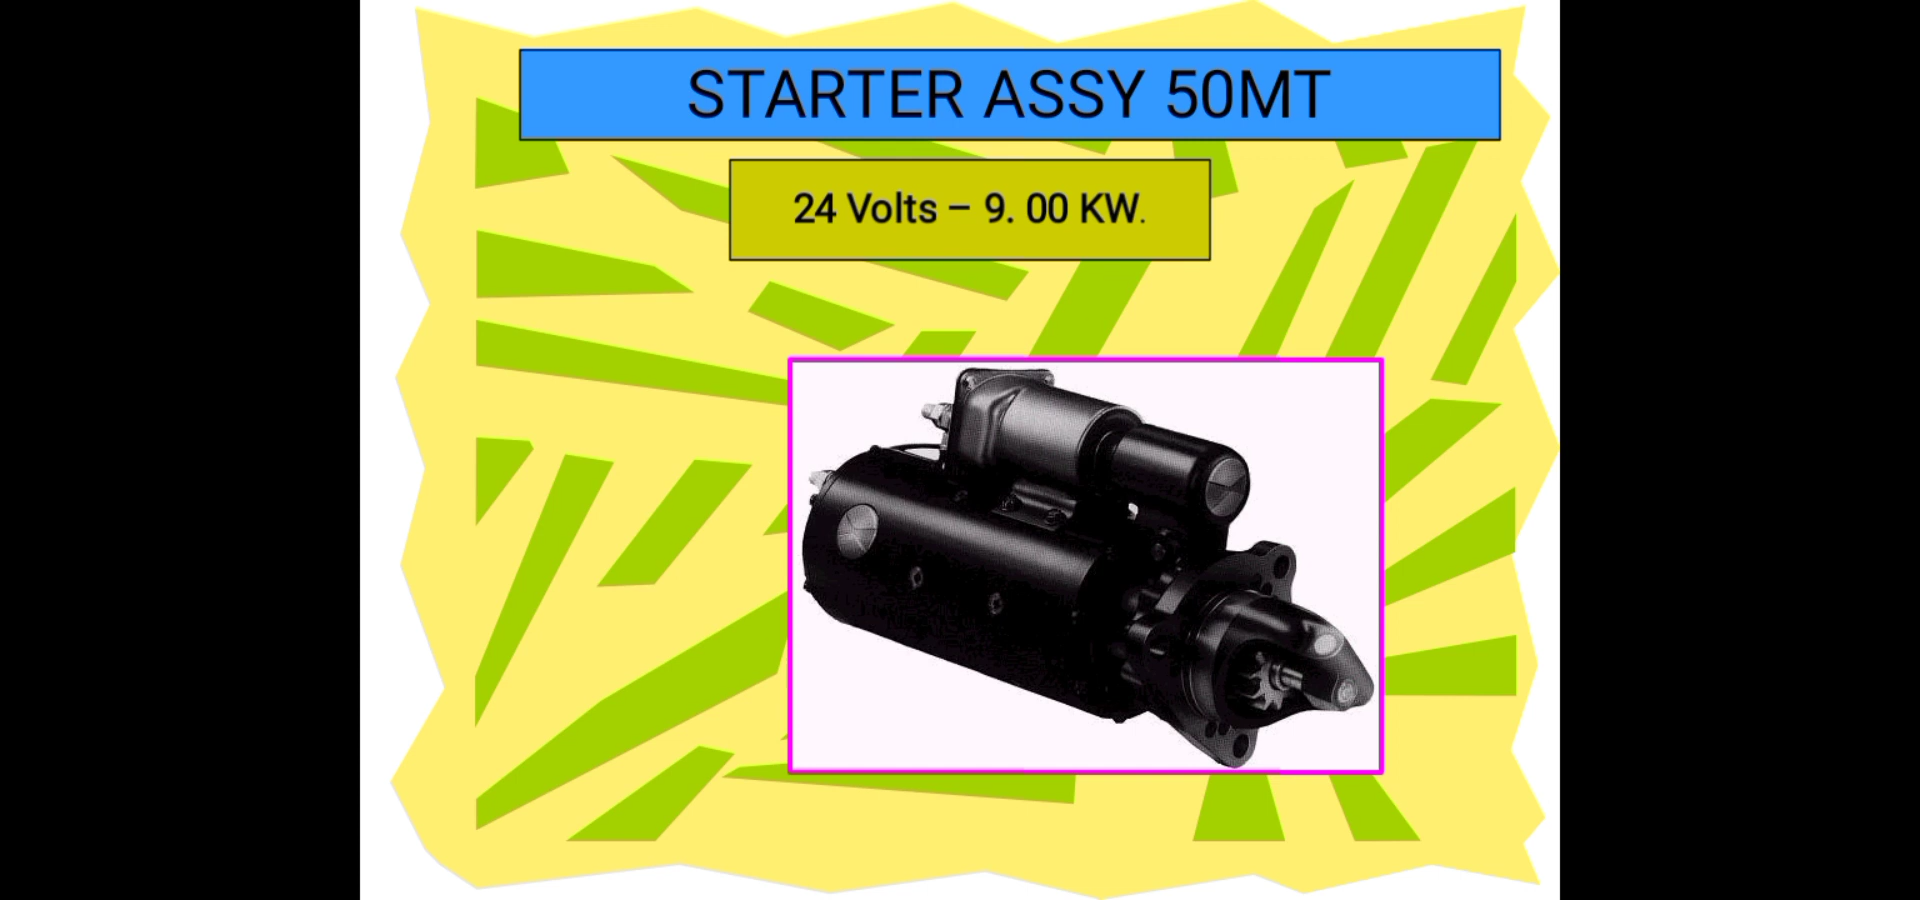 STARTER ASSY 50MT
24 Volts – 9. 00 KW.